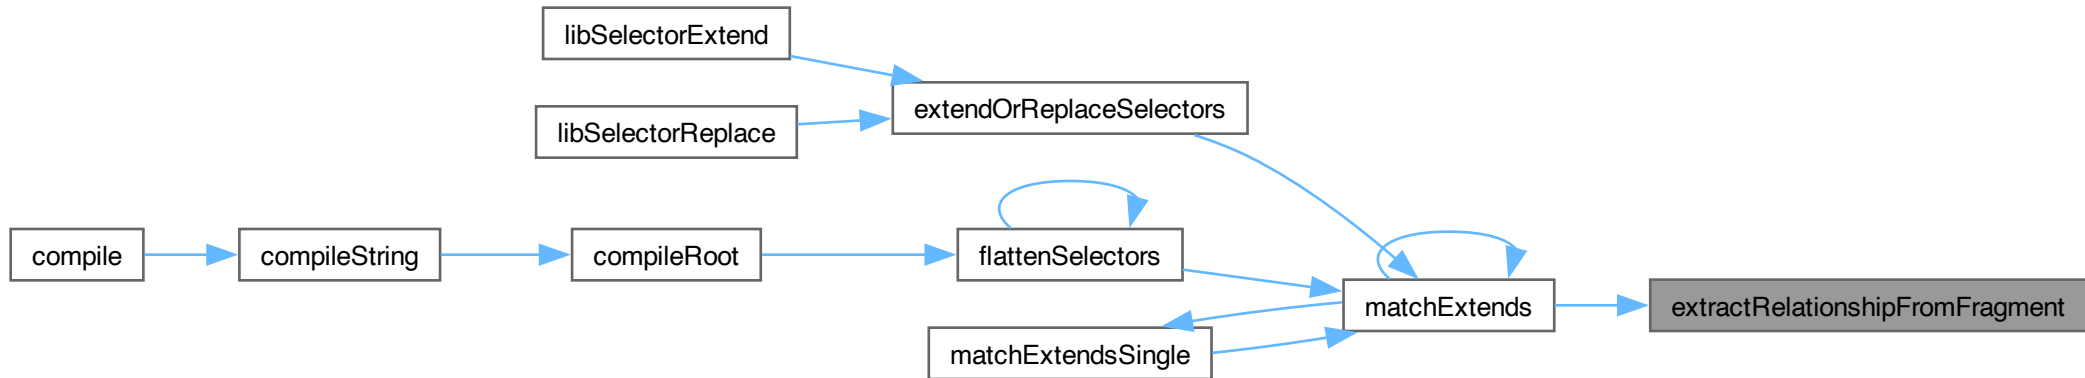 libSelectorExtend
extendOrReplaceSelectors
libSelectorReplace
compile
compileString
compileRoot
flattenSelectors
matchExtends
extractRelationshipFromFragment
matchExtendsSingle